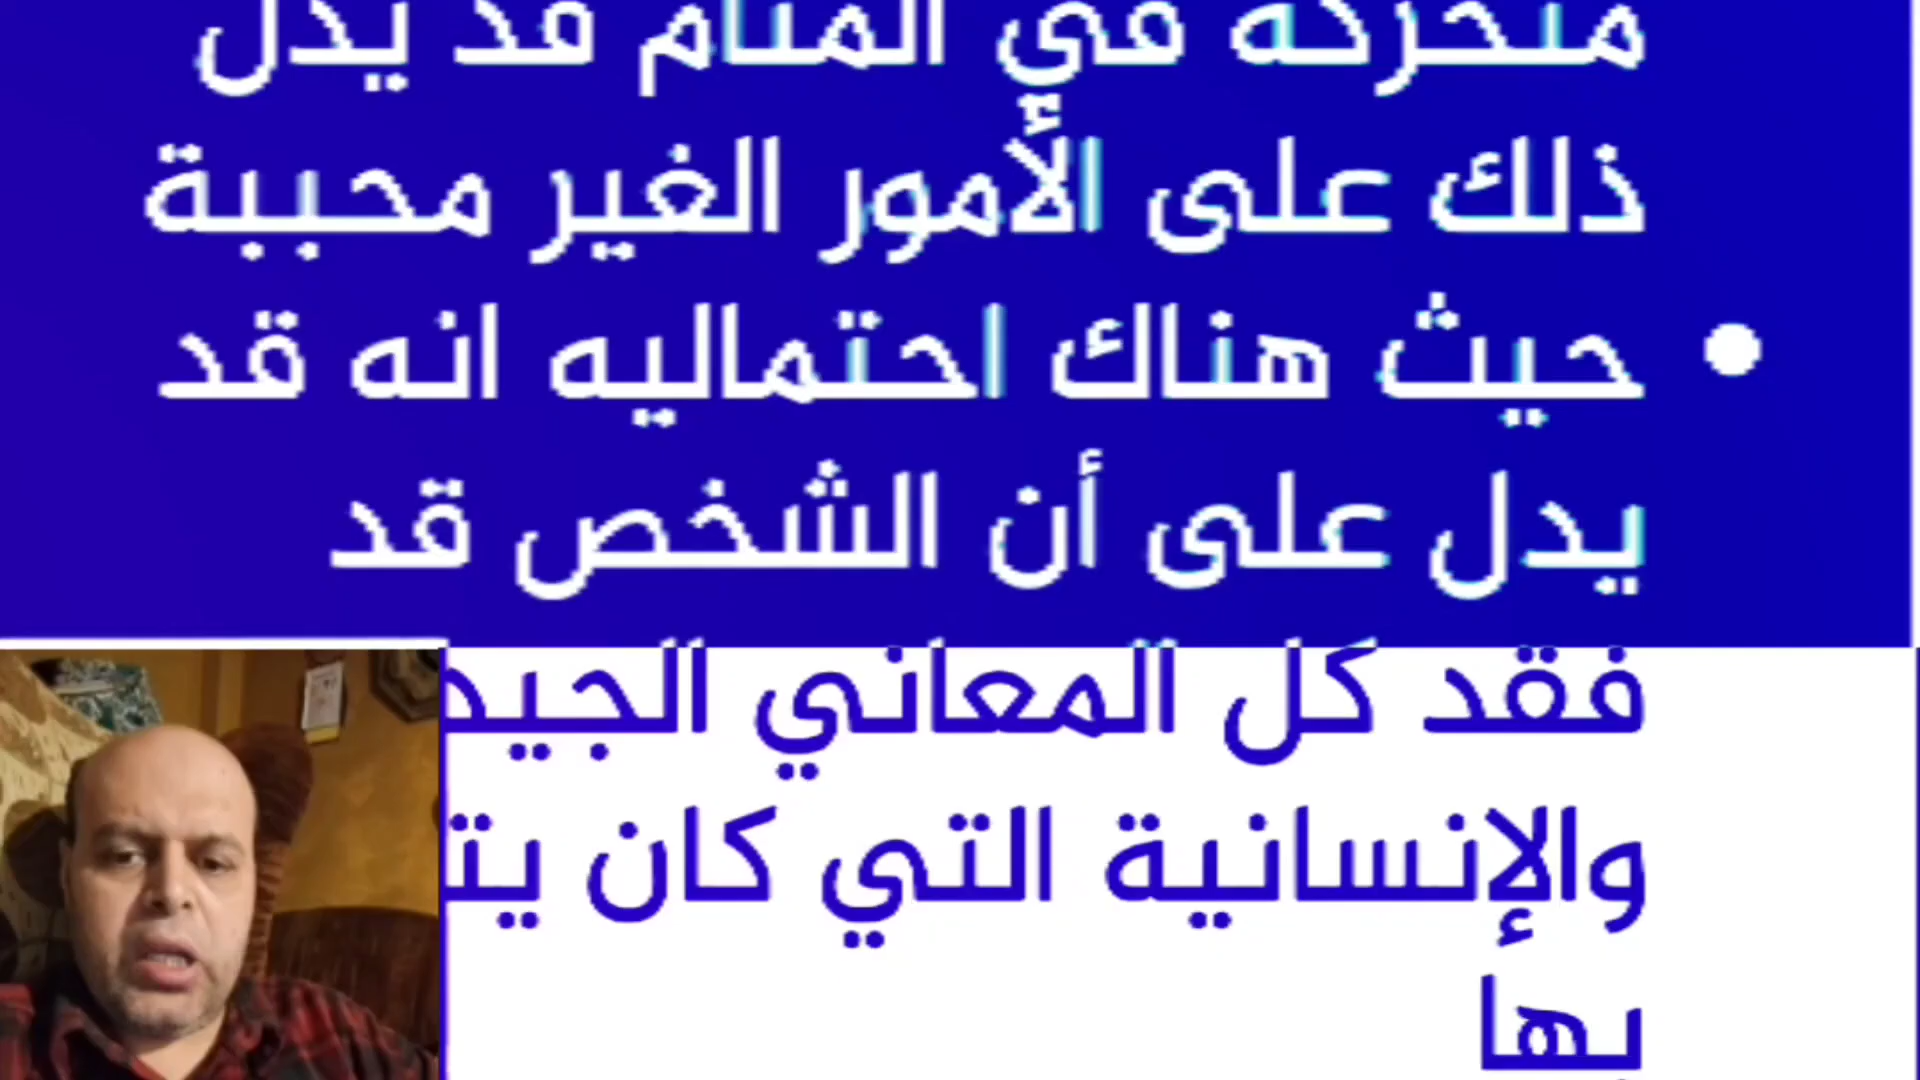 متحركه في المنام قد يدل
ذلك على الأمور الغير محببة
• حيث هناك احتماليه انه قد
يدل على أن الشخص قد
فقد كل المعاني الجيد
والإنسانية التي كان يت
بها